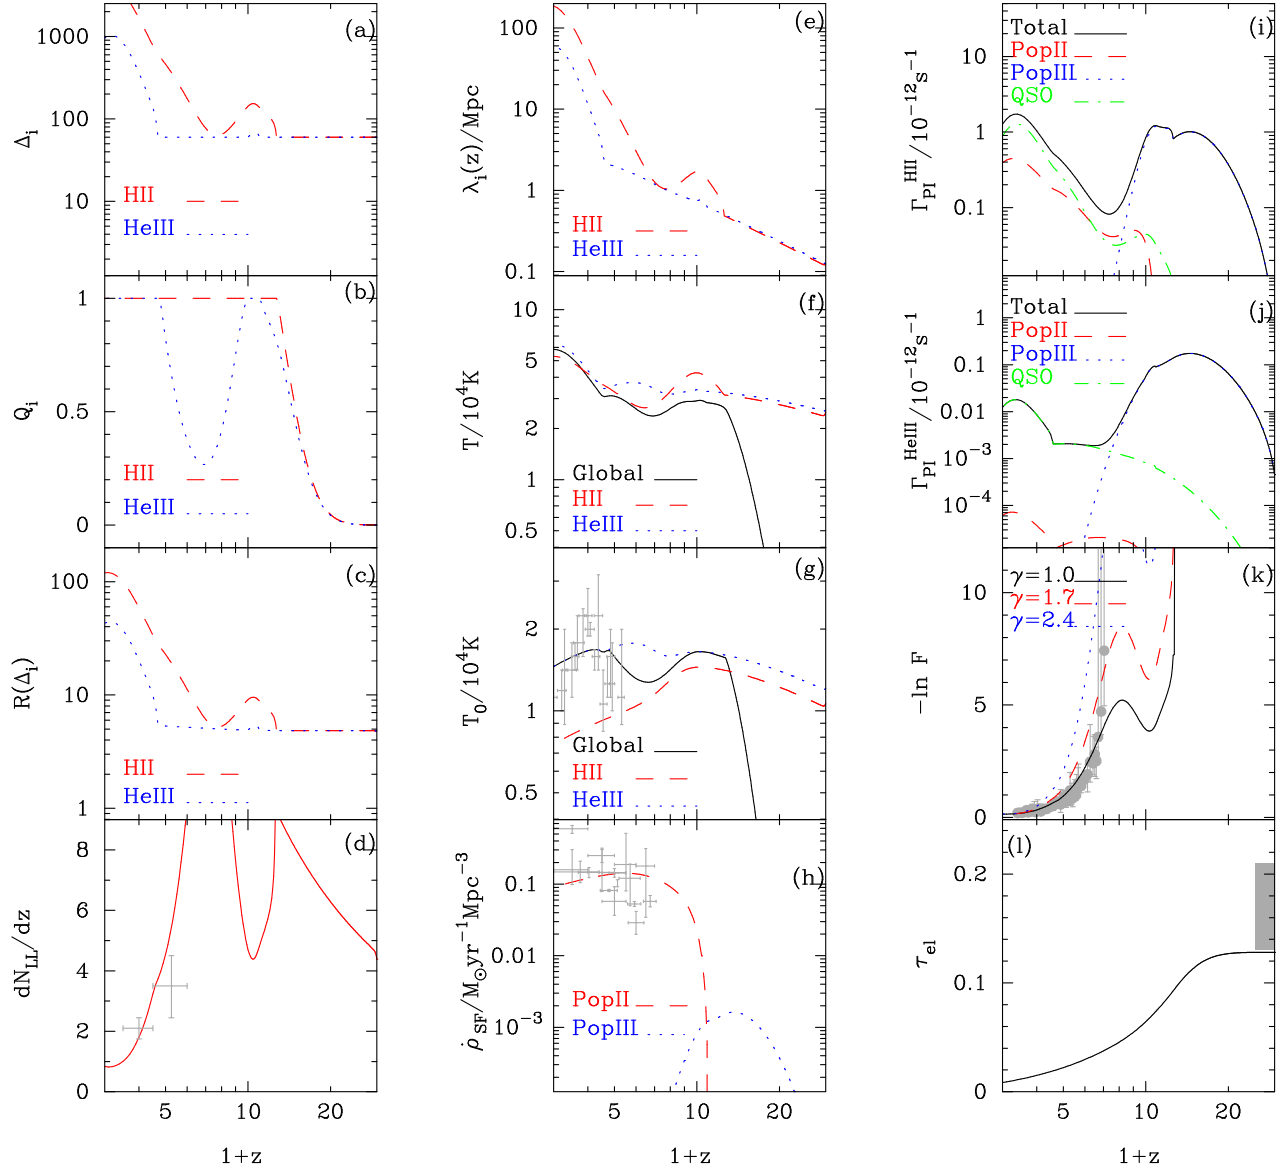 (a)
1000
100
10
Δi
HII
HeIII
(b)
1
0.5
0
Qi
HII
HeIII
(c)
100
10
1
R(Δi)
HII
HeIII
(d)
8
6
4
2
0
dNLL/dz
5 10 20
1+z
(e)
100
10
1
0.1
λi(z)/Mpc
HII
HeIII
(f)
10
5
2
1
0.5
T/10⁴K
Global
HII
HeIII
(g)
2
1
0.5
T0/10⁴K
Global
HII
HeIII
(h)
0.1
0.01
10⁻³
ρ̇SF/M⊙yr⁻¹Mpc⁻³
PopII
PopIII
5 10 20
1+z
(i)
10
1
0.1
ΓPI^HII/10⁻¹²s⁻¹
Total
PopII
PopIII
QSO
(j)
1
0.1
0.01
10⁻³
10⁻⁴
ΓPI^HeIII/10⁻¹²s⁻¹
Total
PopII
PopIII
QSO
(k)
10
5
0
−ln F
γ=1.0
γ=1.7
γ=2.4
(l)
0.2
0.1
0
τel
5 10 20
1+z